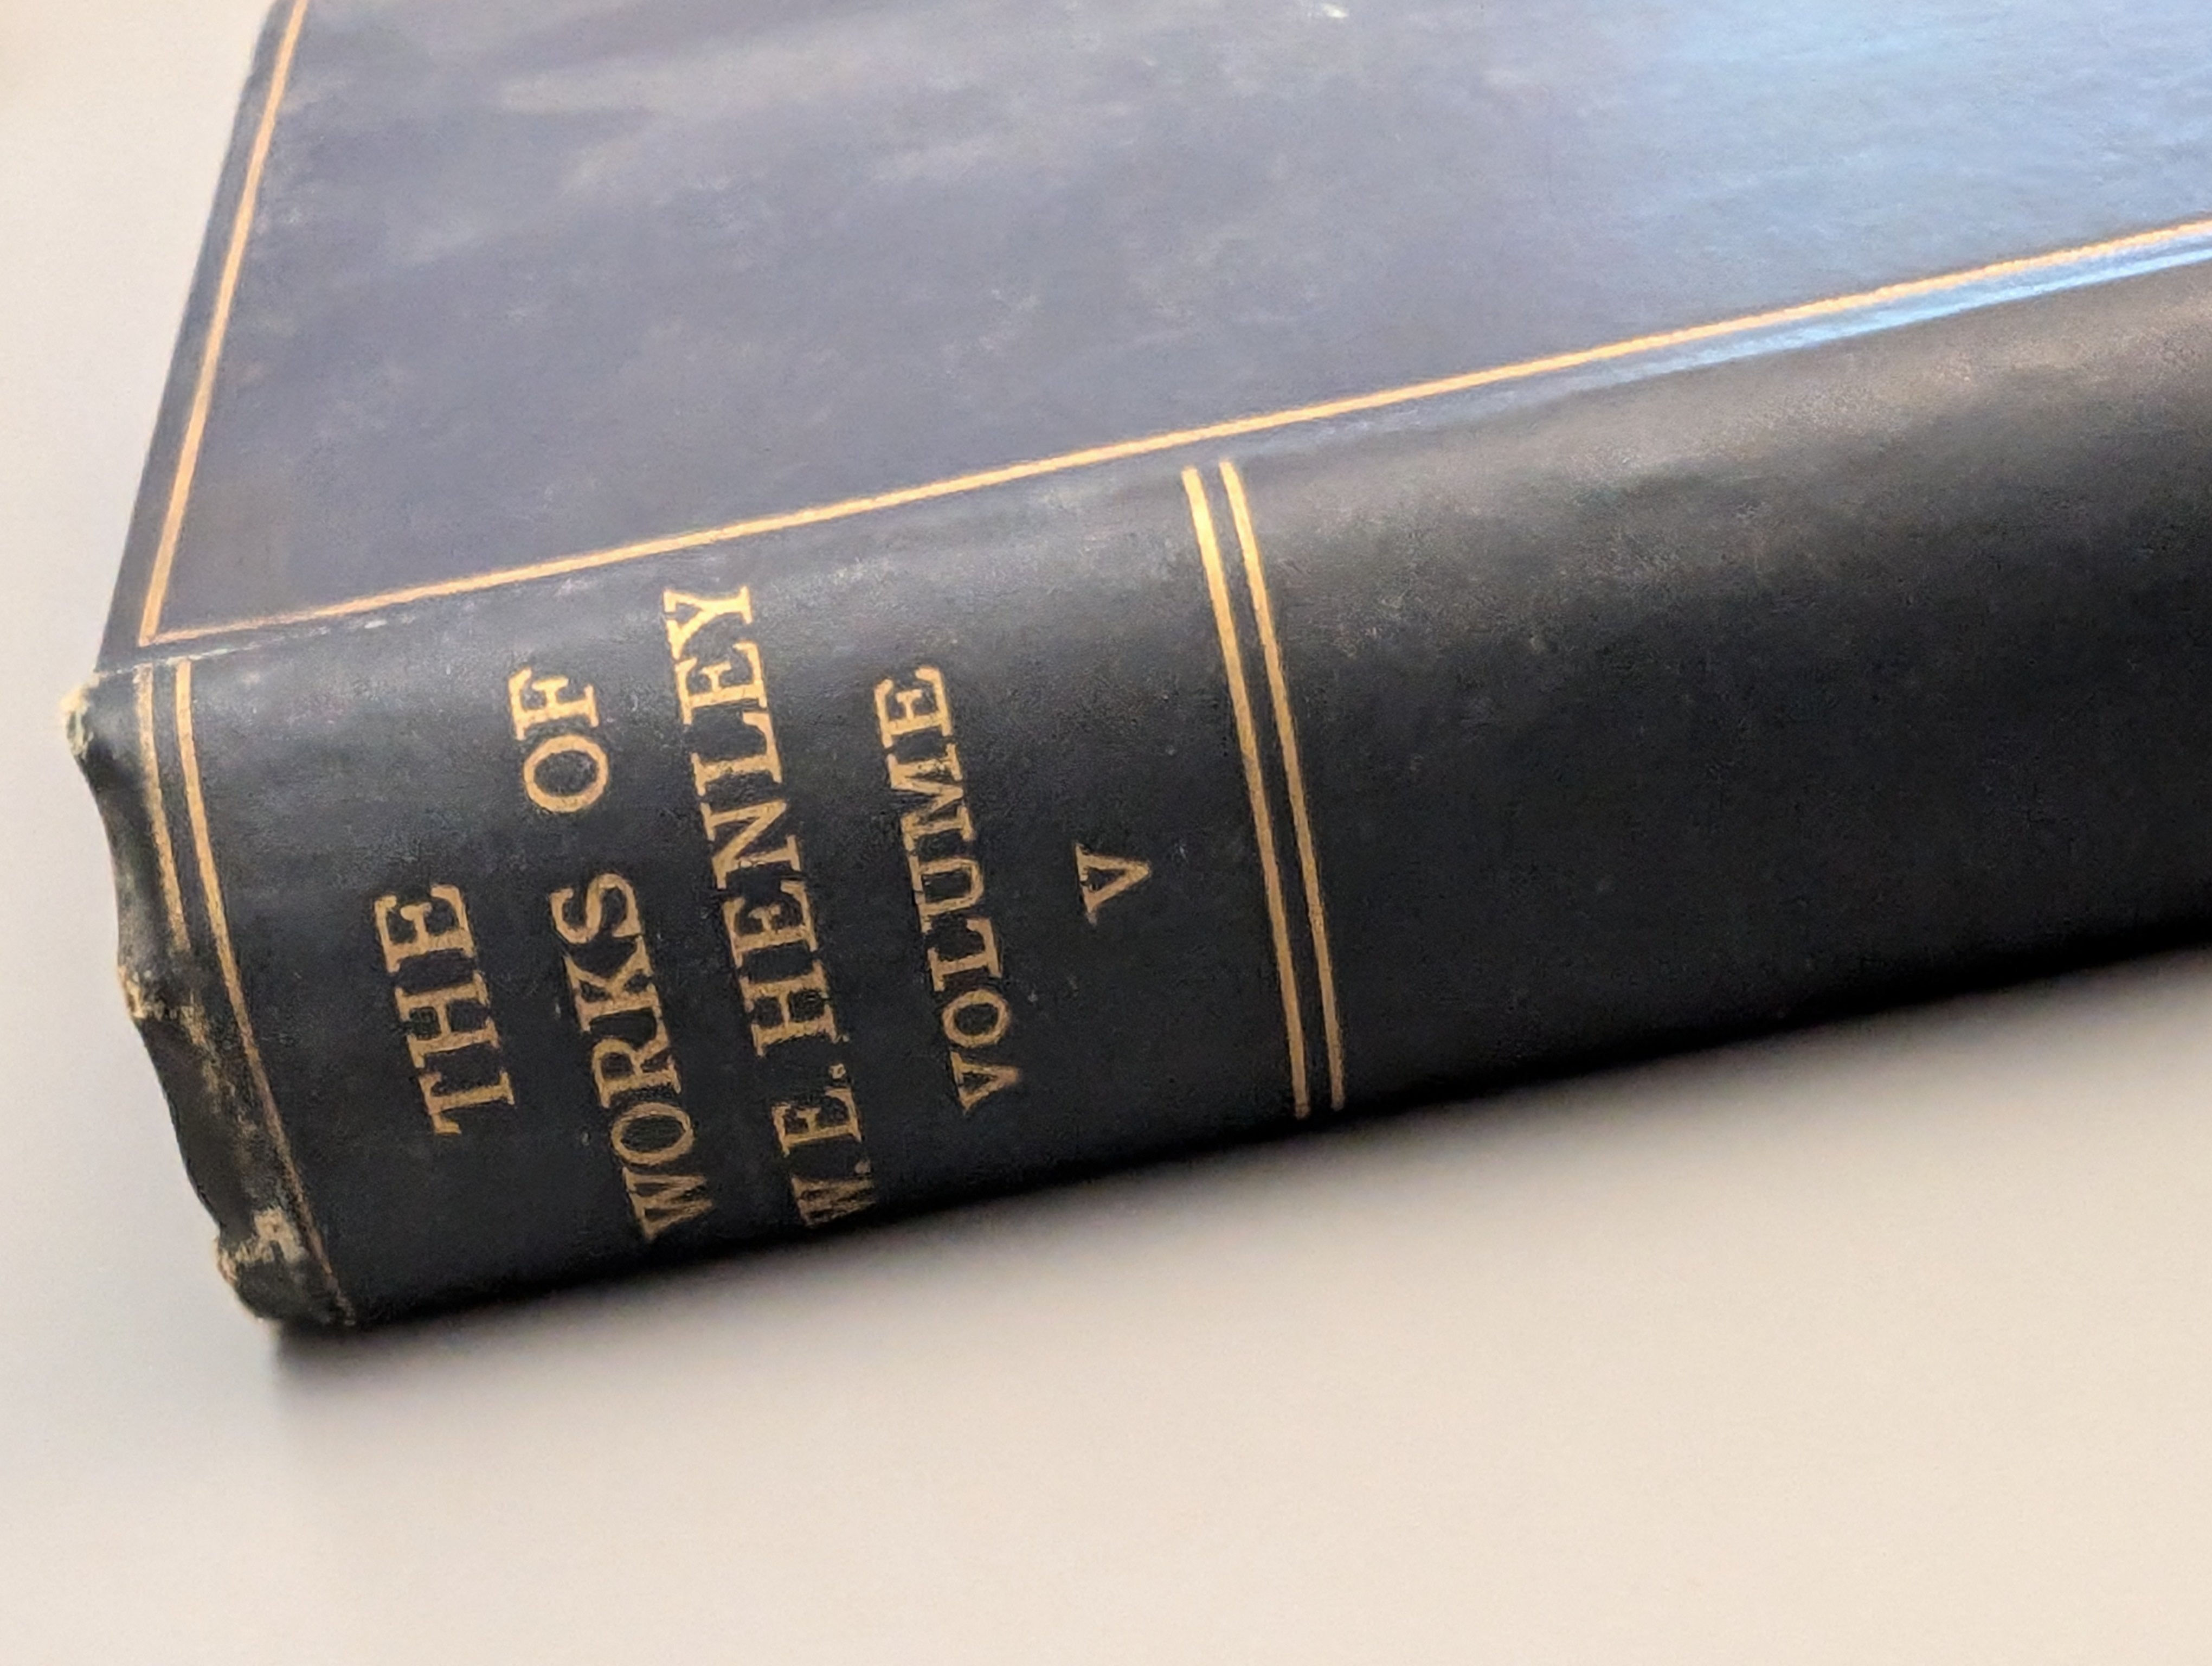 THE
WORKS OF
W. E. HENLEY
VOLUME
V